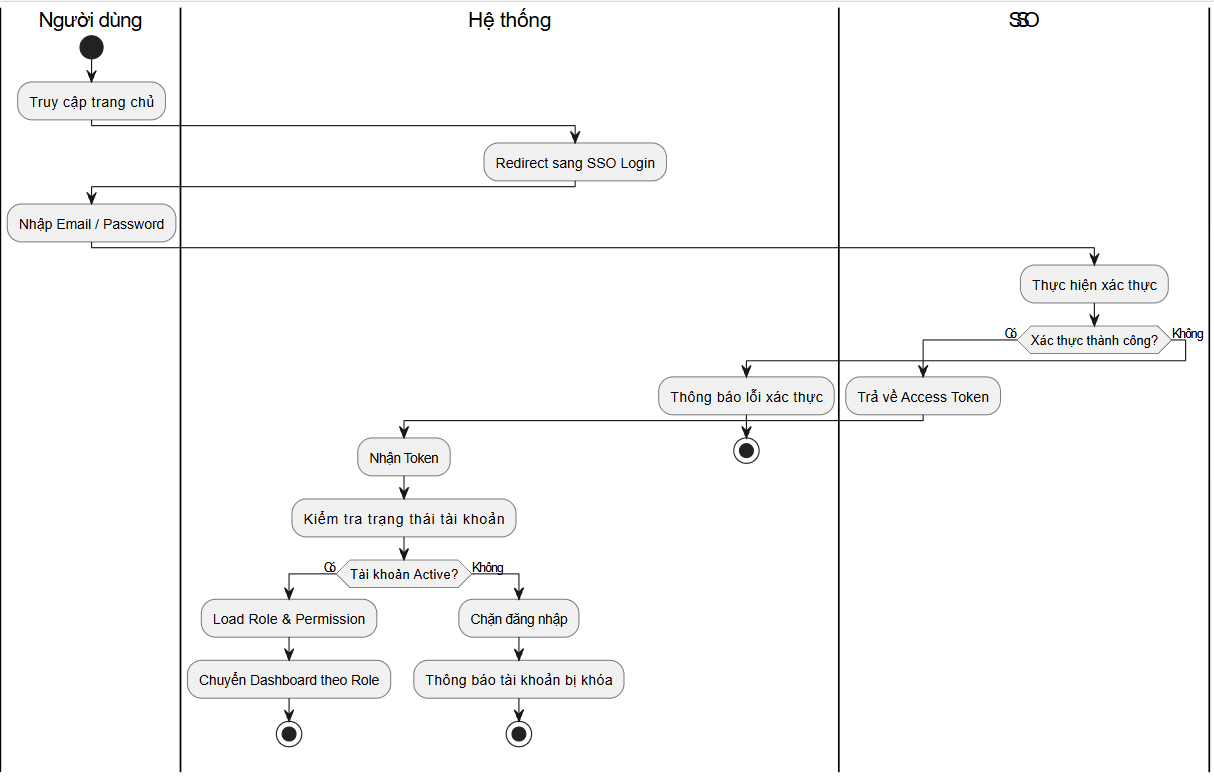 Người dùng
Hệ thống
SSO
Truy cập trang chủ
Redirect sang SSO Login
Nhập Email / Password
Thực hiện xác thực
Có
Xác thực thành công?
Không
Thông báo lỗi xác thực
Trả về Access Token
Nhận Token
Kiểm tra trạng thái tài khoản
Có
Tài khoản Active?
Không
Load Role & Permission
Chặn đăng nhập
Chuyển Dashboard theo Role
Thông báo tài khoản bị khóa